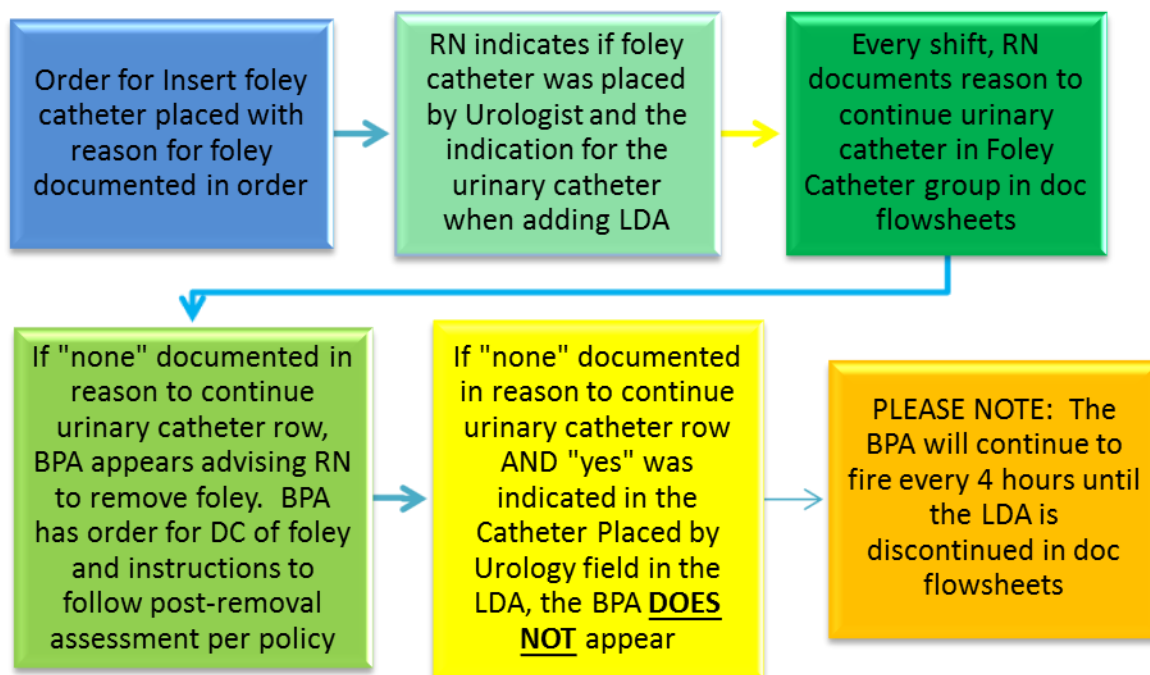 Order for Insert foley
catheter placed with
reason for foley
documented in order
RN indicates if foley
catheter was placed
by Urologist and the
indication for the
urinary catheter
when adding LDA
Every shift, RN
documents reason to
continue urinary
catheter in Foley
Catheter group in doc
flowsheets
If "none" documented in
reason to continue
urinary catheter row,
BPA appears advising RN
to remove foley.  BPA
has order for DC of foley
and instructions to
follow post-removal
assessment per policy
If "none" documented
in reason to continue
urinary catheter row
AND "yes" was
indicated in the
Catheter Placed by
Urology field in the
LDA, the BPA DOES
NOT appear
PLEASE NOTE:  The
BPA will continue to
fire every 4 hours until
the LDA is
discontinued in doc
flowsheets